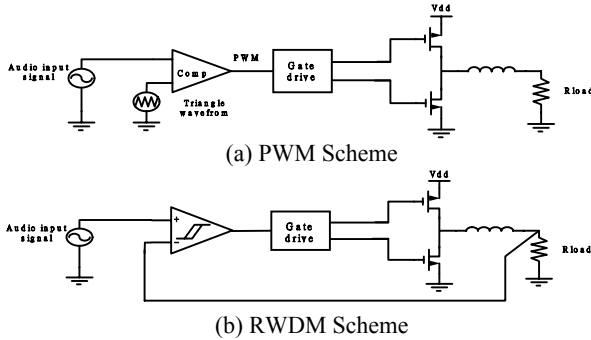 Vdd
PWM
Audio input
signal
Comp
Gate
drive
Triangle
wavefrom
Rload
(a) PWM Scheme
Vdd
Audio input
signal
+
−
Gate
drive
Rload
(b) RWDM Scheme